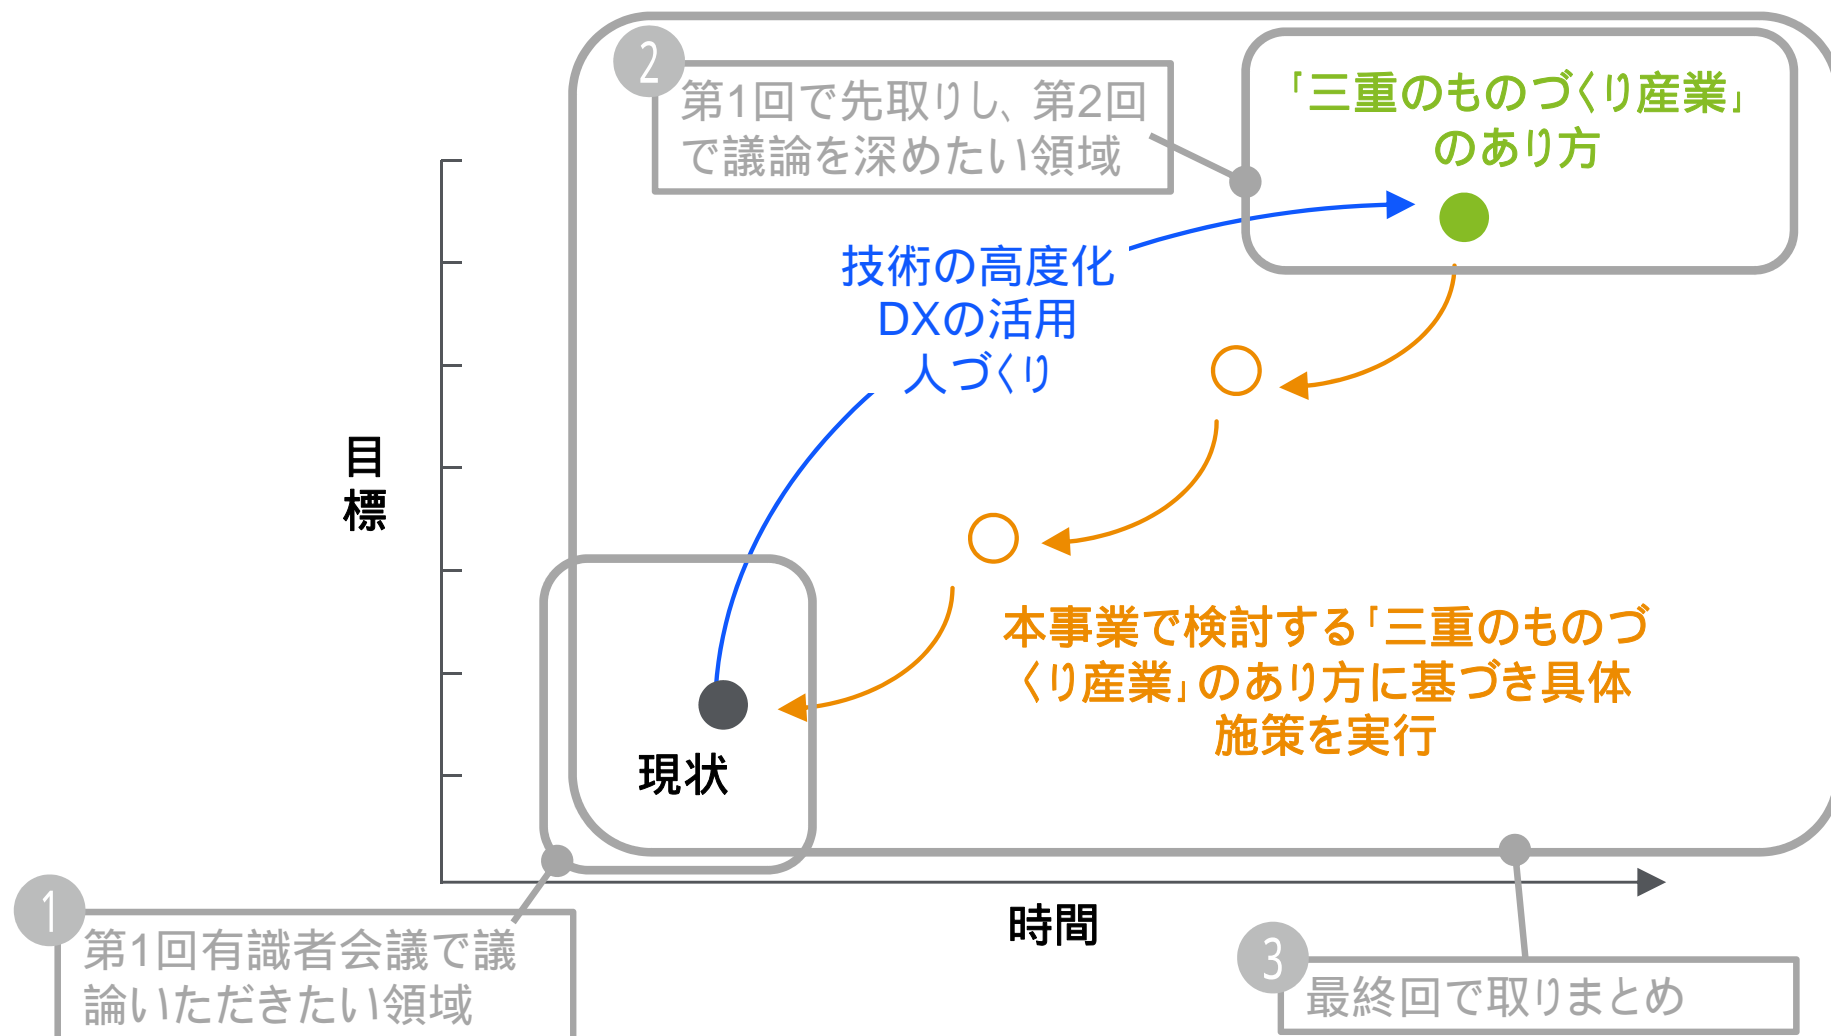 2
第1回で先取りし、第2回
で議論を深めたい領域
「三重のものづくり産業」
のあり方
技術の高度化
DXの活用
人づくり
目
標
本事業で検討する「三重のものづ
くり産業」のあり方に基づき具体
施策を実行
現状
時間
1
第1回有識者会議で議
論いただきたい領域
3
最終回で取りまとめ